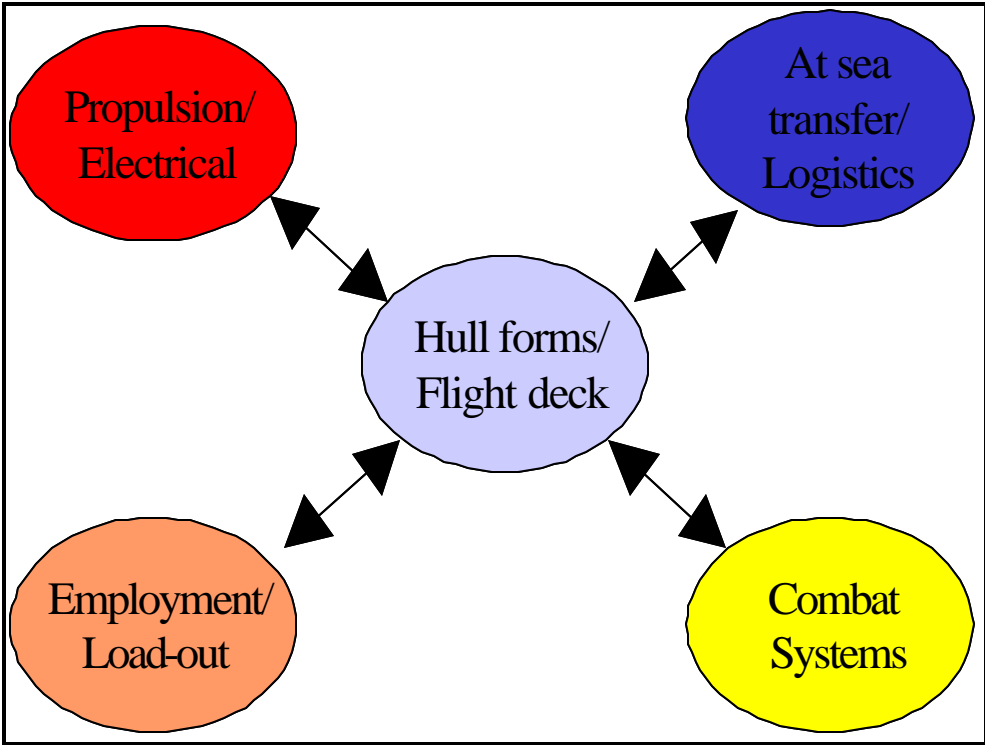 Propulsion/
Electrical
At sea
transfer/
Logistics
Hull forms/
Flight deck
Employment/
Load-out
Combat
Systems